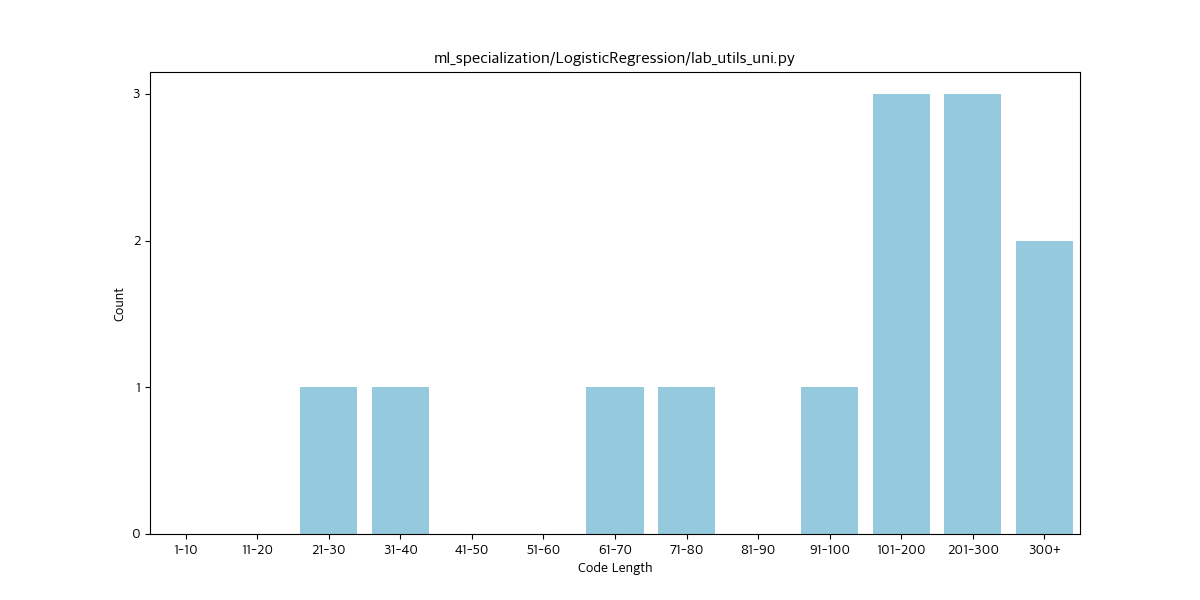 ml_specialization/LogisticRegression/lab_utils_uni.py
Count
3
2
1
0
1-10 11-20 21-30 31-40 41-50 51-60 61-70 71-80 81-90 91-100 101-200 201-300 300+
Code Length